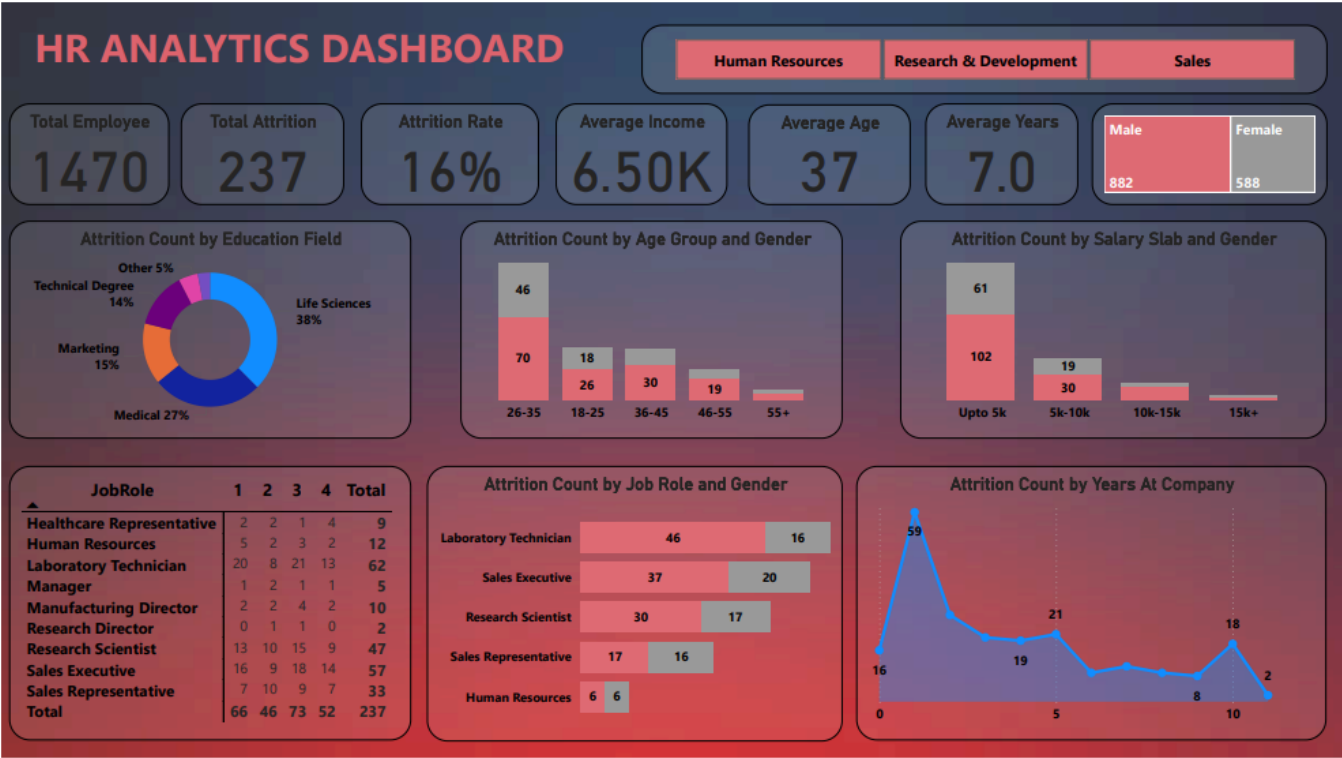 HR ANALYTICS DASHBOARD
Human Resources Research & Development Sales
Total Employee
1470
Total Attrition
237
Attrition Rate
16%
Average Income
6.50K
Average Age
37
Average Years
7.0
Male Female
882 588
Attrition Count by Education Field
Other 5%
Technical Degree
14%
Life Sciences
38%
Marketing
15%
Medical 27%
Attrition Count by Age Group and Gender
46
70
18
26
30
19
26-35 18-25 36-45 46-55 55+
Attrition Count by Salary Slab and Gender
61
102
19
30
Upto 5k 5k-10k 10k-15k 15k+
JobRole 1 2 3 4 Total
Healthcare Representative 2 2 1 4 9
Human Resources 5 2 3 2 12
Laboratory Technician 20 8 21 13 62
Manager 1 2 1 1 5
Manufacturing Director 2 2 4 2 10
Research Director 0 1 1 0 2
Research Scientist 13 10 15 9 47
Sales Executive 16 9 18 14 57
Sales Representative 7 10 9 7 33
Total 66 46 73 52 237
Attrition Count by Job Role and Gender
Laboratory Technician 46 16
Sales Executive 37 20
Research Scientist 30 17
Sales Representative 17 16
Human Resources 6 6
Attrition Count by Years At Company
59
21
18
16
19
8
2
0 5 10